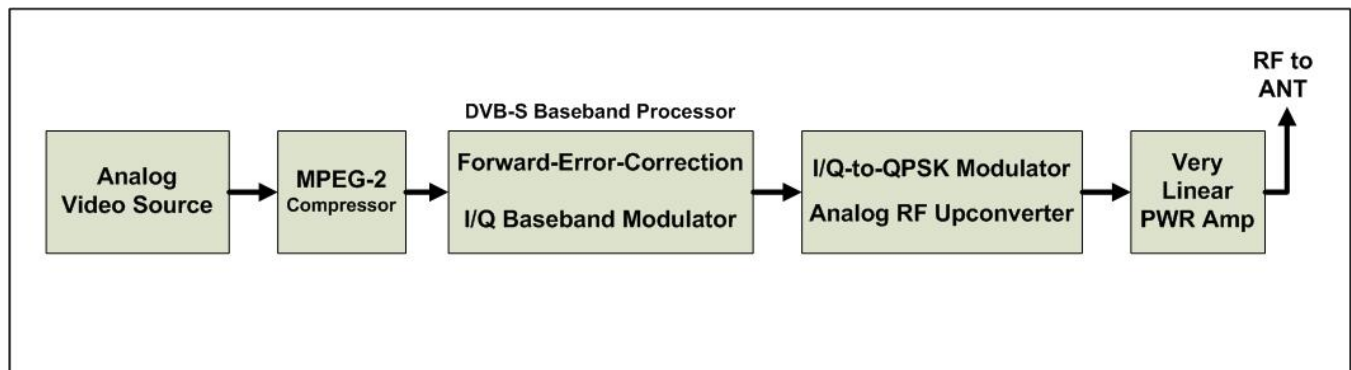 RF to
ANT
DVB-S Baseband Processor
Analog
Video Source
MPEG-2
Compressor
Forward-Error-Correction
I/Q Baseband Modulator
I/Q-to-QPSK Modulator
Analog RF Upconverter
Very
Linear
PWR Amp